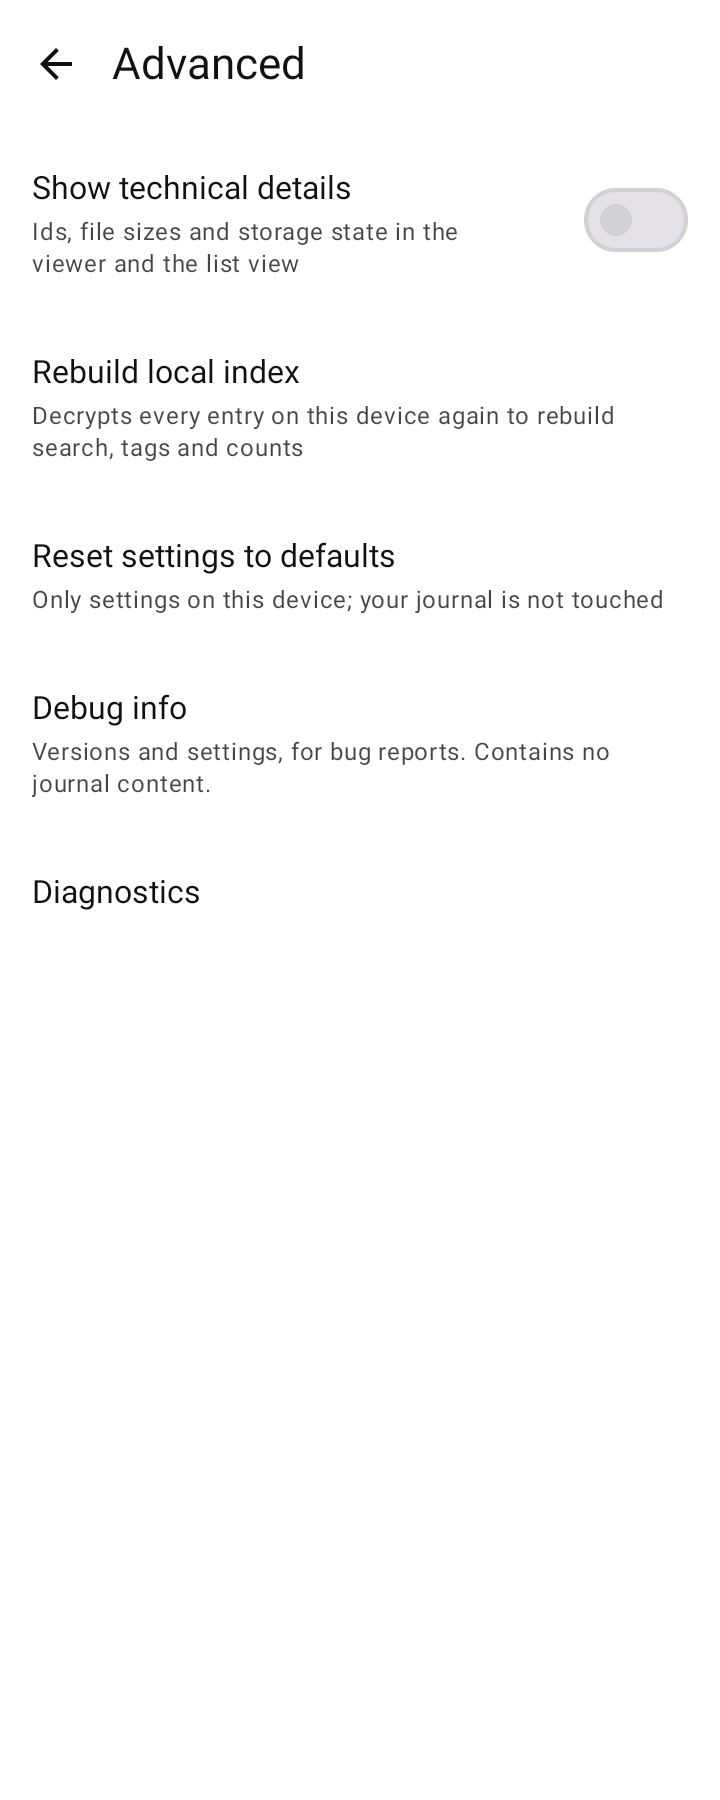 Advanced
Show technical details
Ids, file sizes and storage state in the
viewer and the list view
Rebuild local index
Decrypts every entry on this device again to rebuild
search, tags and counts
Reset settings to defaults
Only settings on this device; your journal is not touched
Debug info
Versions and settings, for bug reports. Contains no
journal content.
Diagnostics